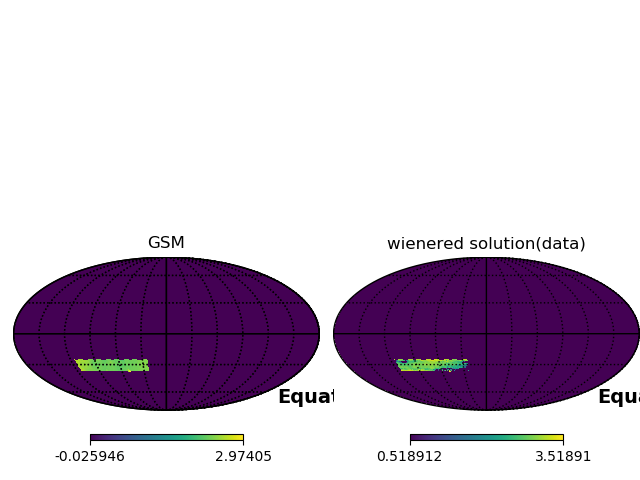 GSM
wienered solution(data)
Equat
Equa
-0.025946 2.97405
0.518912 3.51891